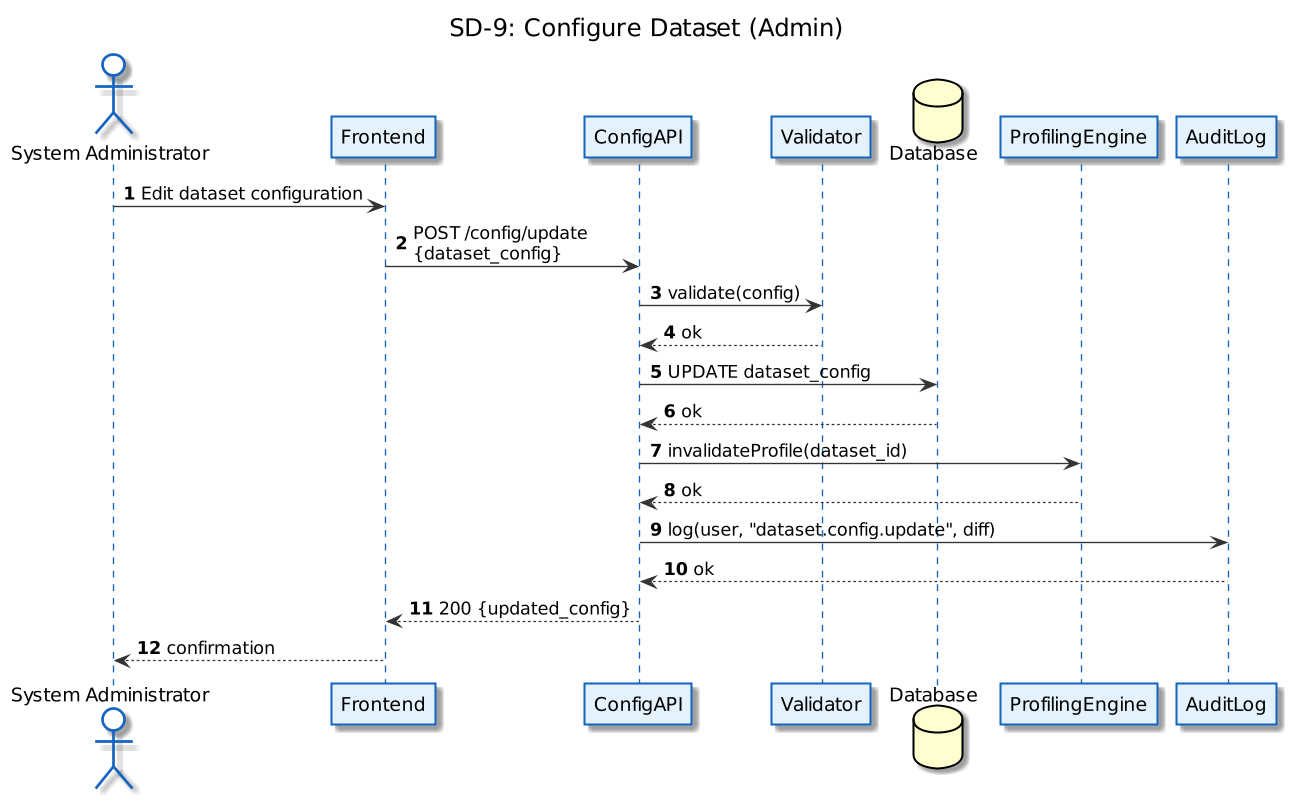 SD-9: Configure Dataset (Admin)
System Administrator
Frontend
ConfigAPI
Validator
Database
ProfilingEngine
AuditLog
1 Edit dataset configuration
2 POST /config/update
{dataset_config}
3 validate(config)
4 ok
5 UPDATE dataset_config
6 ok
7 invalidateProfile(dataset_id)
8 ok
9 log(user, "dataset.config.update", diff)
10 ok
11 200 {updated_config}
12 confirmation
System Administrator
Frontend
ConfigAPI
Validator
Database
ProfilingEngine
AuditLog